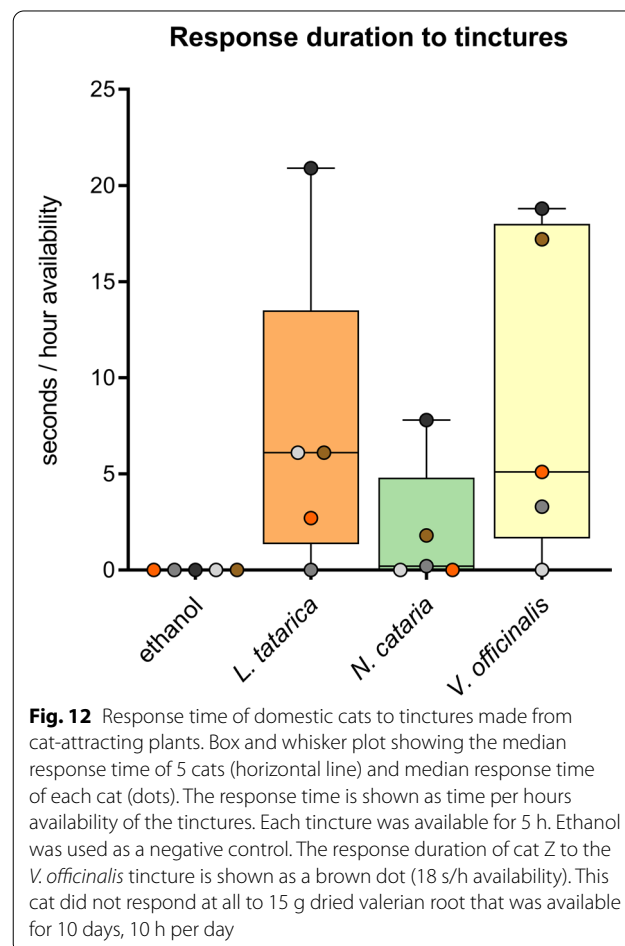 Response duration to tinctures
seconds / hour availability
25
20
15
10
5
0
ethanol
L. tatarica
N. cataria
V. officinalis
Fig. 12 Response time of domestic cats to tinctures made from
cat-attracting plants. Box and whisker plot showing the median
response time of 5 cats (horizontal line) and median response time
of each cat (dots). The response time is shown as time per hours
availability of the tinctures. Each tincture was available for 5 h. Ethanol
was used as a negative control. The response duration of cat Z to the
V. officinalis tincture is shown as a brown dot (18 s/h availability). This
cat did not respond at all to 15 g dried valerian root that was available
for 10 days, 10 h per day